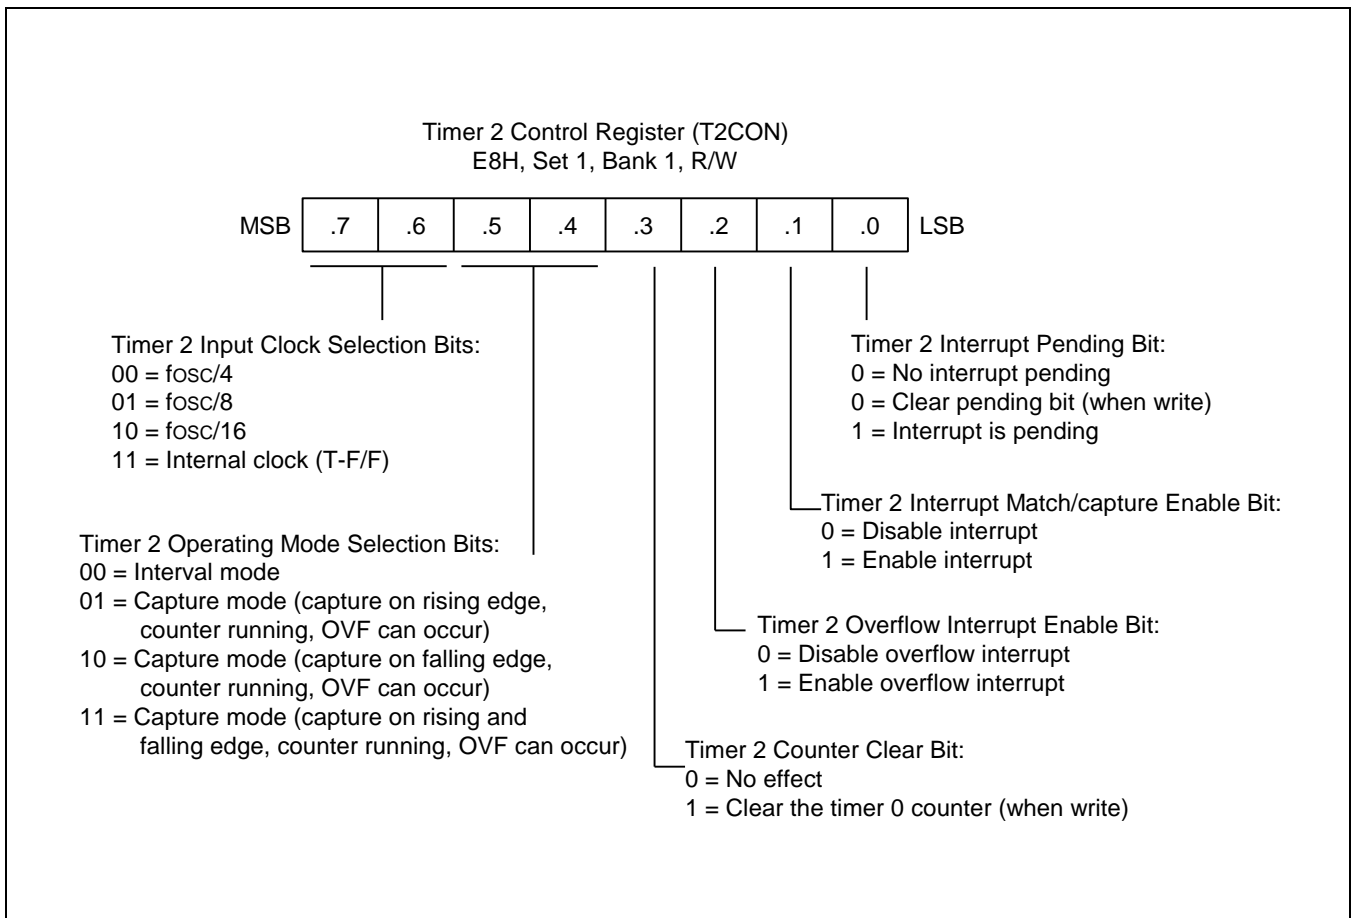 Timer 2 Control Register (T2CON)
E8H, Set 1, Bank 1, R/W
MSB .7 .6 .5 .4 .3 .2 .1 .0 LSB
Timer 2 Input Clock Selection Bits:
00 = fOSC/4
01 = fOSC/8
10 = fOSC/16
11 = Internal clock (T-F/F)
Timer 2 Operating Mode Selection Bits:
00 = Interval mode
01 = Capture mode (capture on rising edge,
counter running, OVF can occur)
10 = Capture mode (capture on falling edge,
counter running, OVF can occur)
11 = Capture mode (capture on rising and
falling edge, counter running, OVF can occur)
Timer 2 Interrupt Pending Bit:
0 = No interrupt pending
0 = Clear pending bit (when write)
1 = Interrupt is pending
Timer 2 Interrupt Match/capture Enable Bit:
0 = Disable interrupt
1 = Enable interrupt
Timer 2 Overflow Interrupt Enable Bit:
0 = Disable overflow interrupt
1 = Enable overflow interrupt
Timer 2 Counter Clear Bit:
0 = No effect
1 = Clear the timer 0 counter (when write)